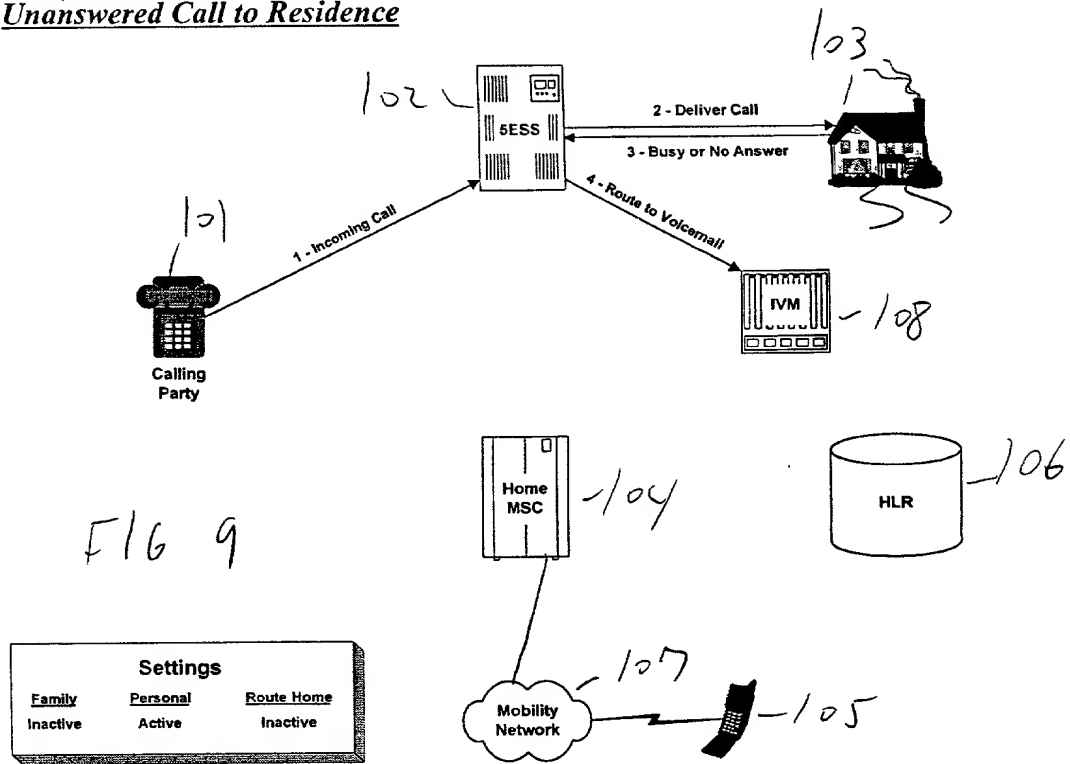 Unanswered Call to Residence
103
102
5ESS
2 - Deliver Call
3 - Busy or No Answer
4 - Route to Voicemail
1 - Incoming Call
101
IVM
108
Calling
Party
Home
MSC
104
HLR
106
FIG 9
Settings
Family Personal Route Home
Inactive Active Inactive
107
Mobility
Network
105